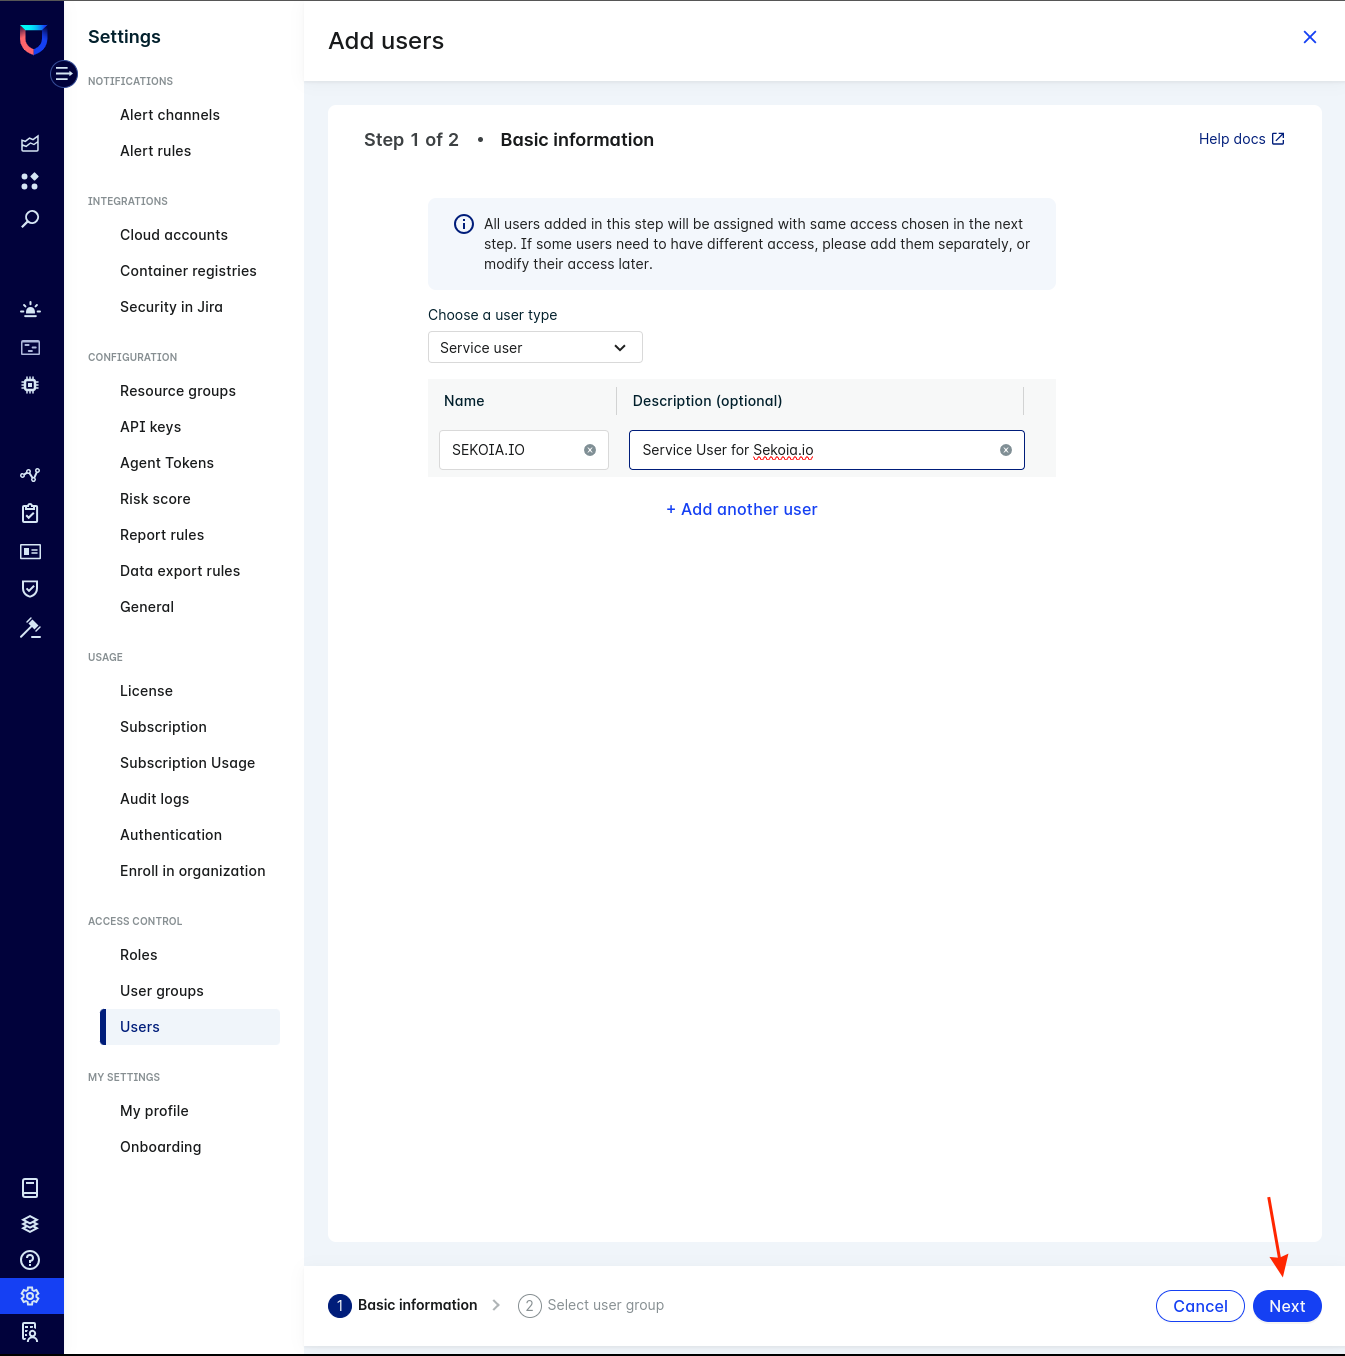 Settings
NOTIFICATIONS
Alert channels
Alert rules
INTEGRATIONS
Cloud accounts
Container registries
Security in Jira
CONFIGURATION
Resource groups
API keys
Agent Tokens
Risk score
Report rules
Data export rules
General
USAGE
License
Subscription
Subscription Usage
Audit logs
Authentication
Enroll in organization
ACCESS CONTROL
Roles
User groups
Users
MY SETTINGS
My profile
Onboarding
Add users
Step 1 of 2 • Basic information
Help docs
All users added in this step will be assigned with same access chosen in the next
step. If some users need to have different access, please add them separately, or
modify their access later.
Choose a user type
Service user
Name Description (optional)
SEKOIA.IO Service User for Sekoia.io
+ Add another user
1 Basic information 2 Select user group
Cancel Next